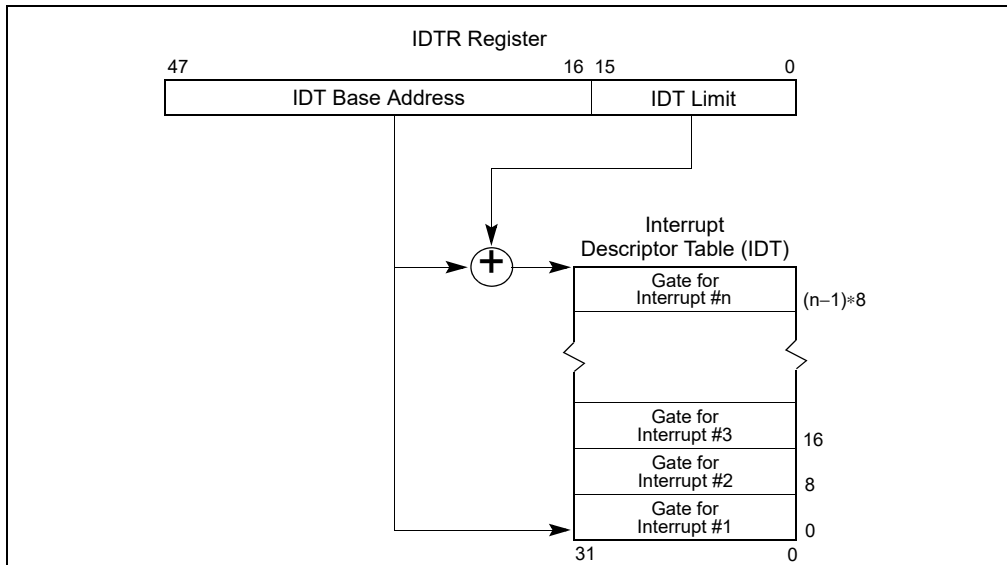 IDTR Register
47 16 15 0
IDT Base Address IDT Limit
+
Interrupt
Descriptor Table (IDT)
Gate for
Interrupt #n
(n−1)∗8
Gate for
Interrupt #3
16
Gate for
Interrupt #2
8
Gate for
Interrupt #1
0
31 0